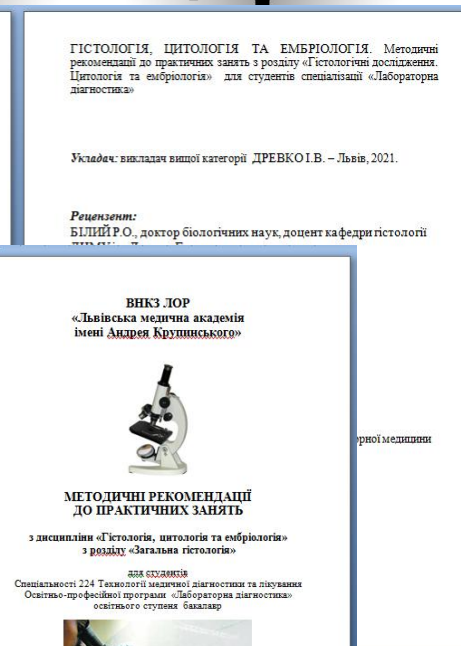 ГІСТОЛОГІЯ, ЦИТОЛОГІЯ ТА ЕМБРІОЛОГІЯ. Методичні
рекомендації до практичних занять з розділу «Гістологічні дослідження.
Цитологія та ембріологія» для студентів спеціалізації «Лабораторна
діагностика»
Укладач: викладач вищої категорії ДРЕВКО І.В. – Львів, 2021.
Рецензент:
БІЛИЙ Р.О., доктор біологічних наук, доцент кафедри гістології
орної медицини
ВНКЗ ЛОР
«Львівська медична академія
імені Андрея Крупинського»
МЕТОДИЧНІ РЕКОМЕНДАЦІЇ
ДО ПРАКТИЧНИХ ЗАНЯТЬ
з дисципліни «Гістологія, цитологія та ембріологія»
з розділу «Загальна гістологія»
для студентів
Спеціальності 224 Технології медичної діагностики та лікування
Освітньо-професійної програми «Лабораторна діагностика»
освітнього ступеня бакалавр